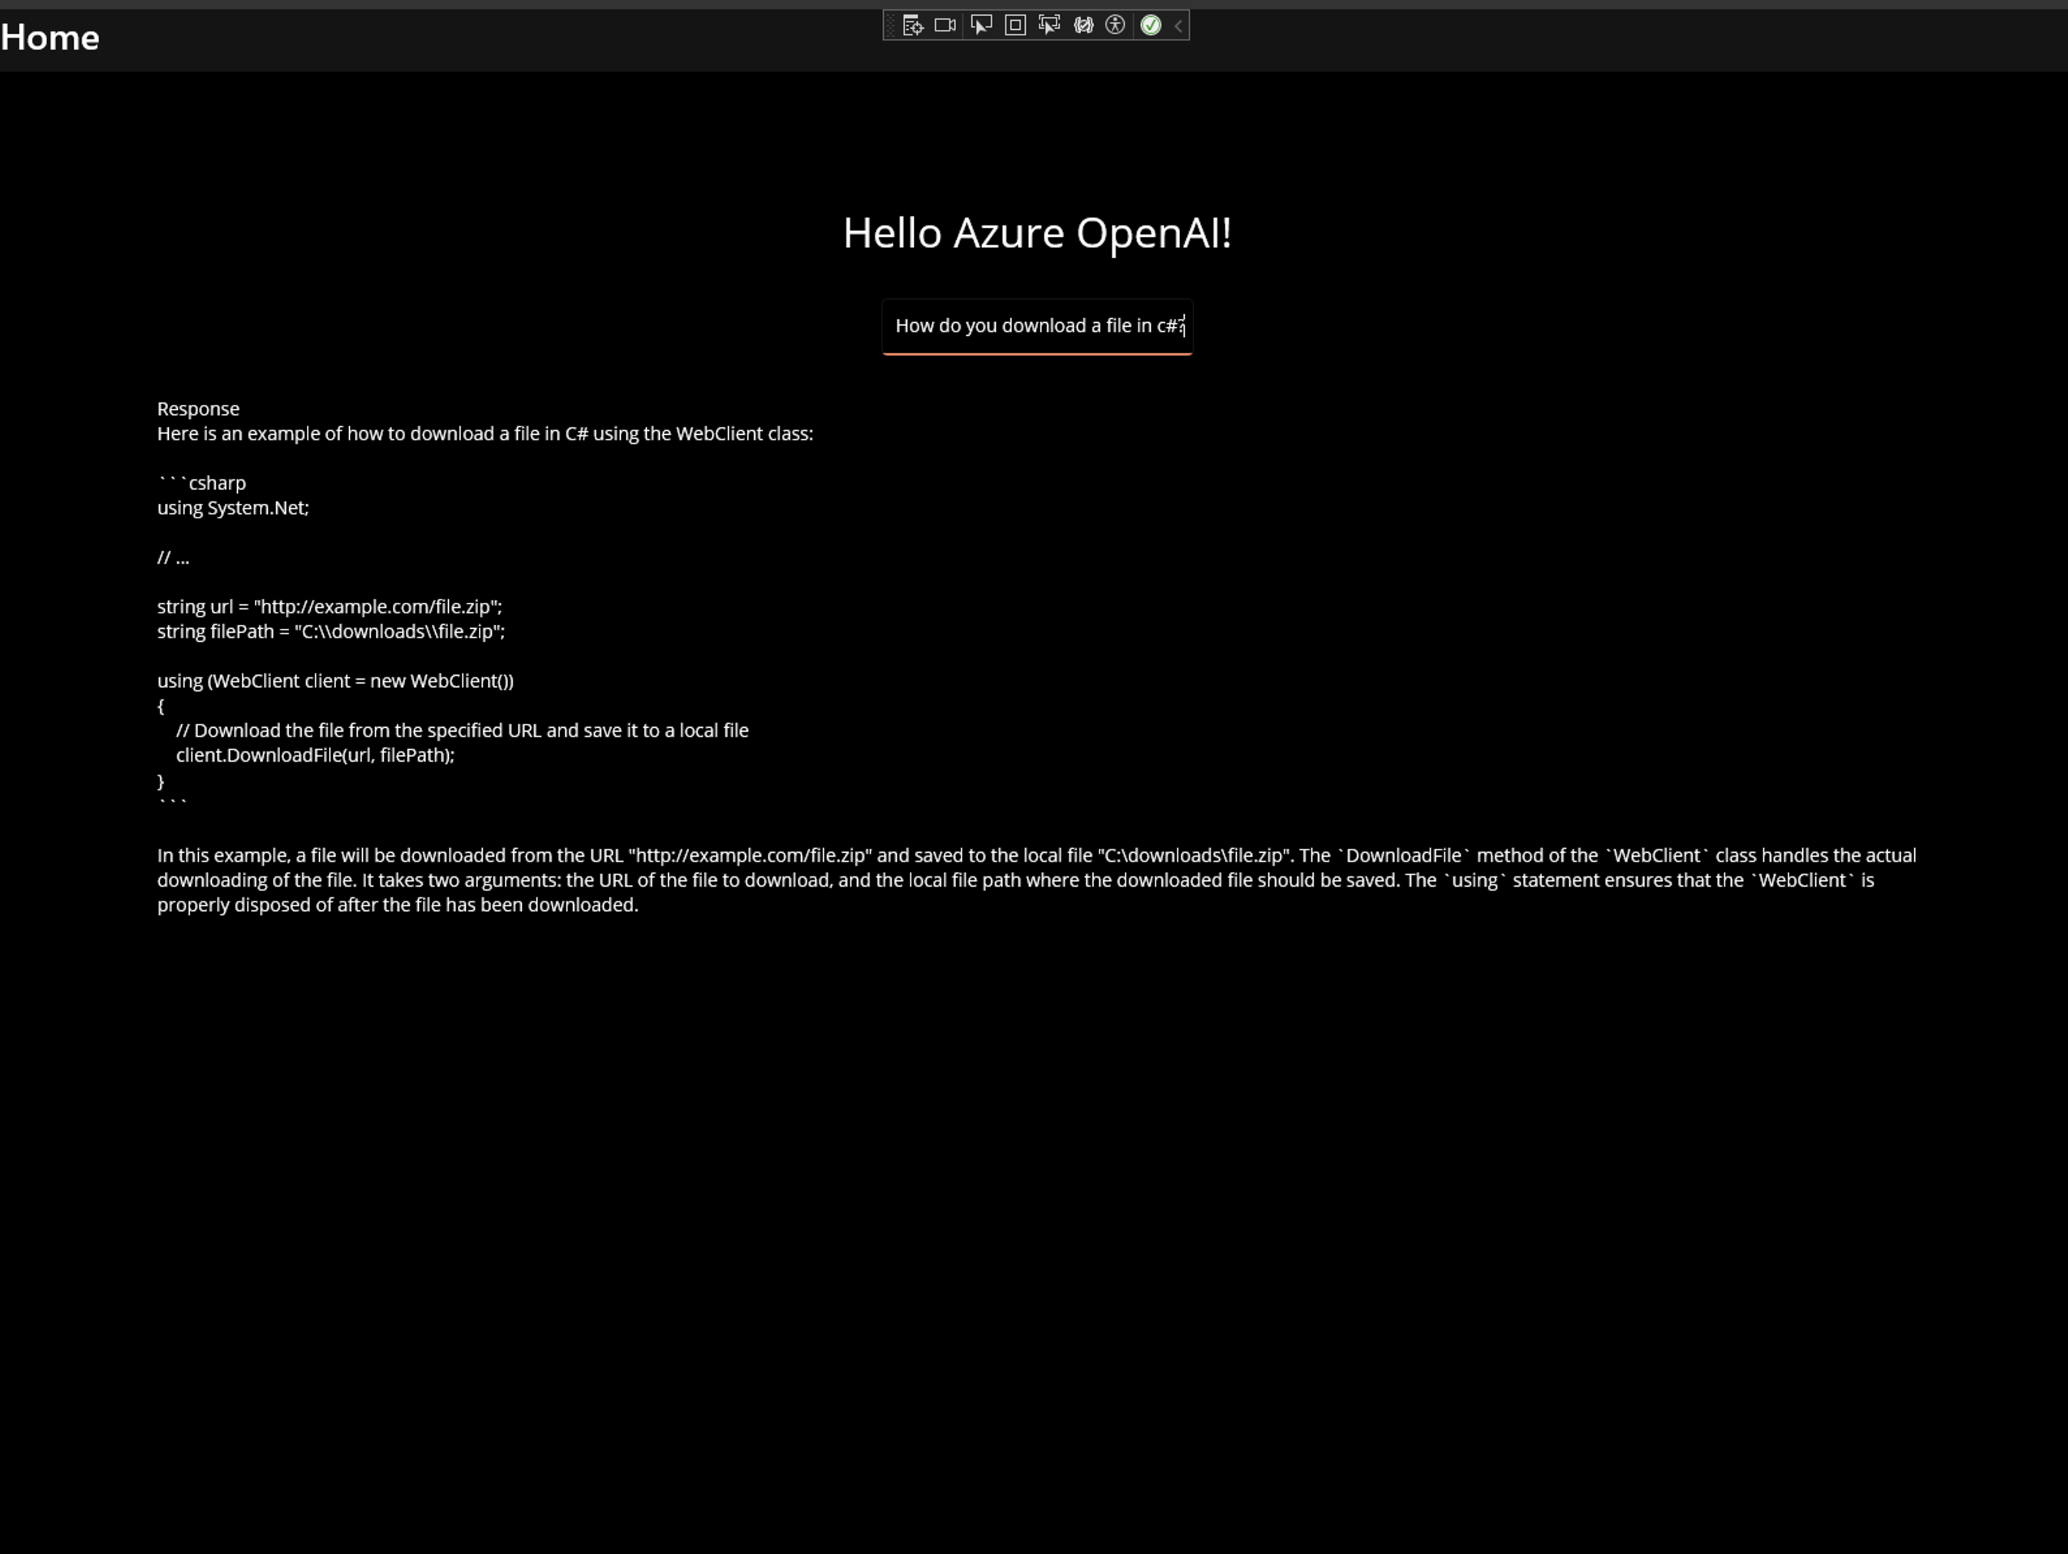 Home
Hello Azure OpenAI!
How do you download a file in c#?
Response
Here is an example of how to download a file in C# using the WebClient class:
```csharp
using System.Net;
// ...
string url = "http://example.com/file.zip";
string filePath = "C:\\downloads\\file.zip";
using (WebClient client = new WebClient())
{
    // Download the file from the specified URL and save it to a local file
    client.DownloadFile(url, filePath);
}
```
In this example, a file will be downloaded from the URL "http://example.com/file.zip" and saved to the local file "C:\downloads\file.zip". The `DownloadFile` method of the `WebClient` class handles the actual
downloading of the file. It takes two arguments: the URL of the file to download, and the local file path where the downloaded file should be saved. The `using` statement ensures that the `WebClient` is
properly disposed of after the file has been downloaded.